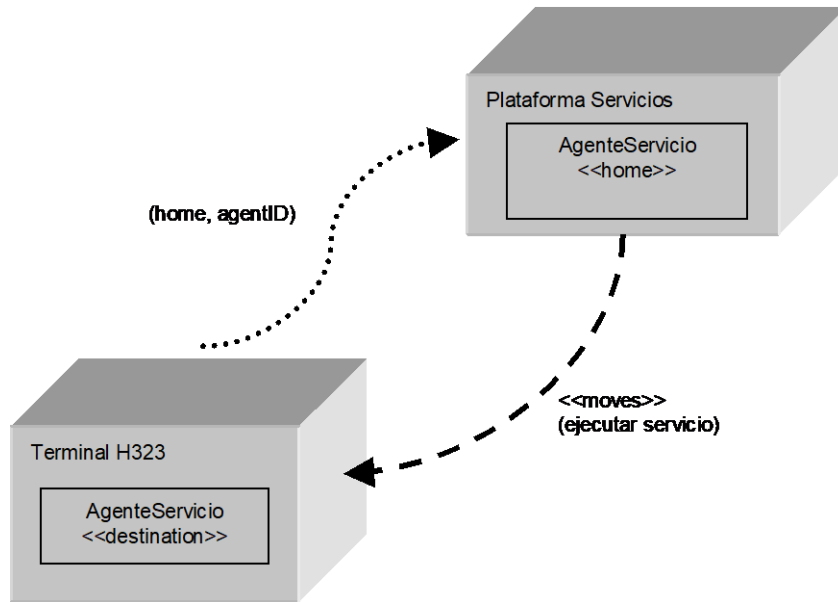 Plataforma Servicios
AgenteServicio
<<home>>
(home, agentID)
<<moves>>
(ejecutar servicio)
Terminal H323
AgenteServicio
<<destination>>